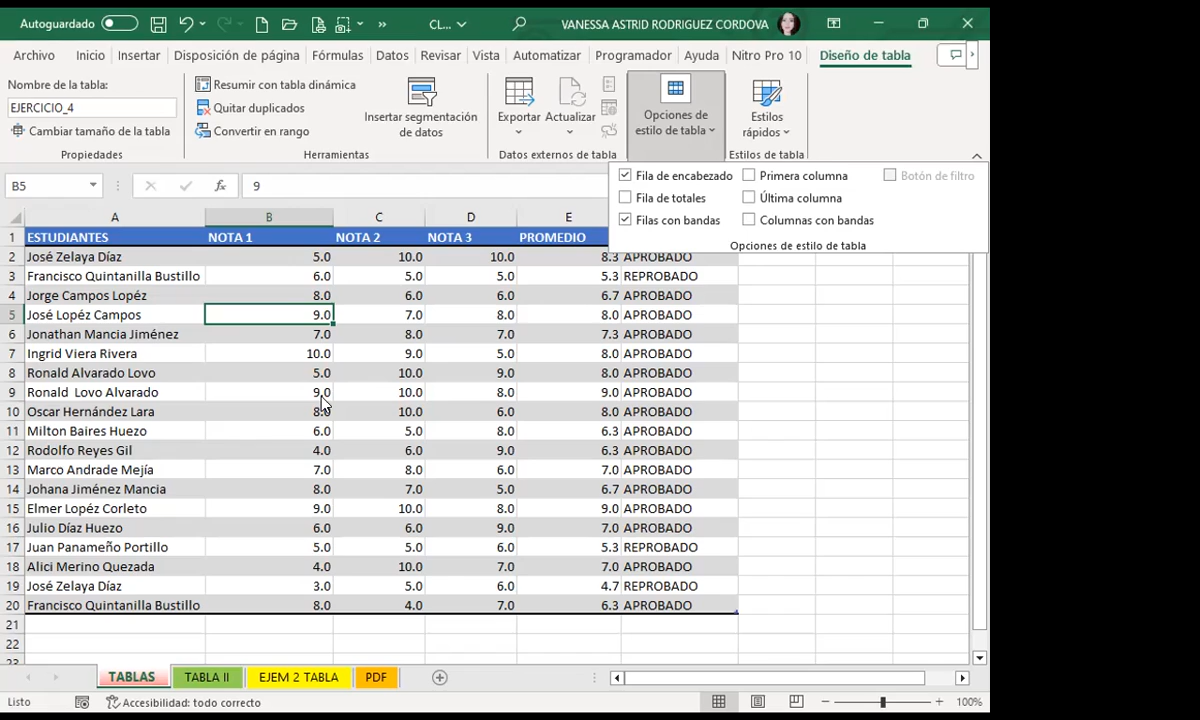 Autoguardado CL... VANESSA ASTRID RODRIGUEZ CORDOVA
Archivo Inicio Insertar Disposición de página Fórmulas Datos Revisar Vista Automatizar Programador Ayuda Nitro Pro 10 Diseño de tabla
Nombre de la tabla:
EJERCICIO_4
Cambiar tamaño de la tabla
Propiedades
Resumir con tabla dinámica
Quitar duplicados
Convertir en rango
Insertar segmentación
de datos
Herramientas
Exportar Actualizar
Datos externos de tabla
Opciones de
estilo de tabla
Estilos
rápidos
Estilos de tabla
Fila de encabezado Primera columna Botón de filtro
Fila de totales Última columna
Filas con bandas Columnas con bandas
Opciones de estilo de tabla
B5 fx 9
A B C D E
1 ESTUDIANTES NOTA 1 NOTA 2 NOTA 3 PROMEDIO
2 José Zelaya Díaz 5.0 10.0 10.0 8.3 APROBADO
3 Francisco Quintanilla Bustillo 6.0 5.0 5.0 5.3 REPROBADO
4 Jorge Campos Lopéz 8.0 6.0 6.0 6.7 APROBADO
5 José Lopéz Campos 9.0 7.0 8.0 8.0 APROBADO
6 Jonathan Mancia Jiménez 7.0 8.0 7.0 7.3 APROBADO
7 Ingrid Viera Rivera 10.0 9.0 5.0 8.0 APROBADO
8 Ronald Alvarado Lovo 5.0 10.0 9.0 8.0 APROBADO
9 Ronald Lovo Alvarado 9.0 10.0 8.0 9.0 APROBADO
10 Oscar Hernández Lara 8.0 10.0 6.0 8.0 APROBADO
11 Milton Baires Huezo 6.0 5.0 8.0 6.3 APROBADO
12 Rodolfo Reyes Gil 4.0 6.0 9.0 6.3 APROBADO
13 Marco Andrade Mejía 7.0 8.0 6.0 7.0 APROBADO
14 Johana Jiménez Mancia 8.0 7.0 5.0 6.7 APROBADO
15 Elmer Lopéz Corleto 9.0 10.0 8.0 9.0 APROBADO
16 Julio Díaz Huezo 6.0 6.0 9.0 7.0 APROBADO
17 Juan Panameño Portillo 5.0 5.0 6.0 5.3 REPROBADO
18 Alici Merino Quezada 4.0 10.0 7.0 7.0 APROBADO
19 José Zelaya Díaz 3.0 5.0 6.0 4.7 REPROBADO
20 Francisco Quintanilla Bustillo 8.0 4.0 7.0 6.3 APROBADO
21
22
23
TABLAS TABLA II EJEM 2 TABLA PDF
Listo Accesibilidad: todo correcto 100%